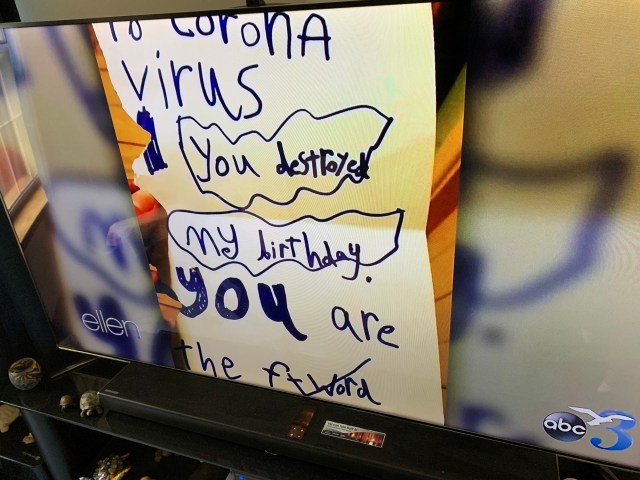 To CoronA
virus
You destroyed
My birthday.
you are
the
word
ellen
abc 3